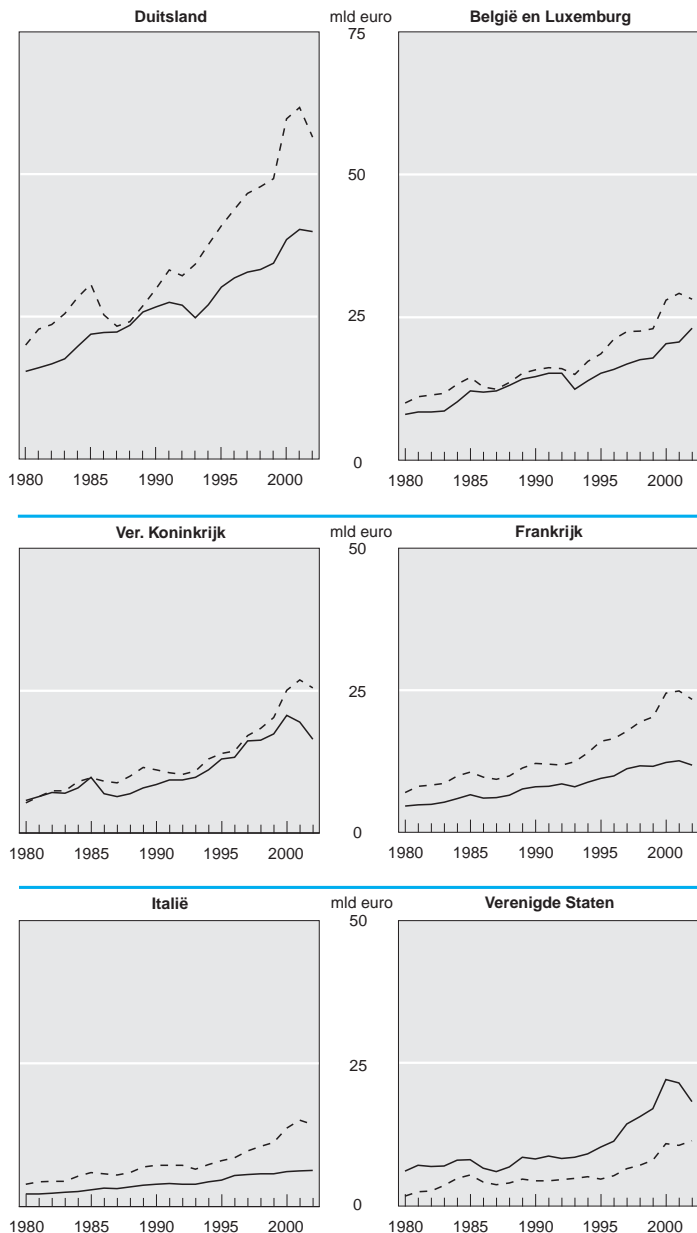 Duitsland mld euro België en Luxemburg
75
50
25
0
1980 1985 1990 1995 2000 1980 1985 1990 1995 2000
Ver. Koninkrijk mld euro Frankrijk
50
25
0
1980 1985 1990 1995 2000 1980 1985 1990 1995 2000
Italië mld euro Verenigde Staten
50
25
0
1980 1985 1990 1995 2000 1980 1985 1990 1995 2000